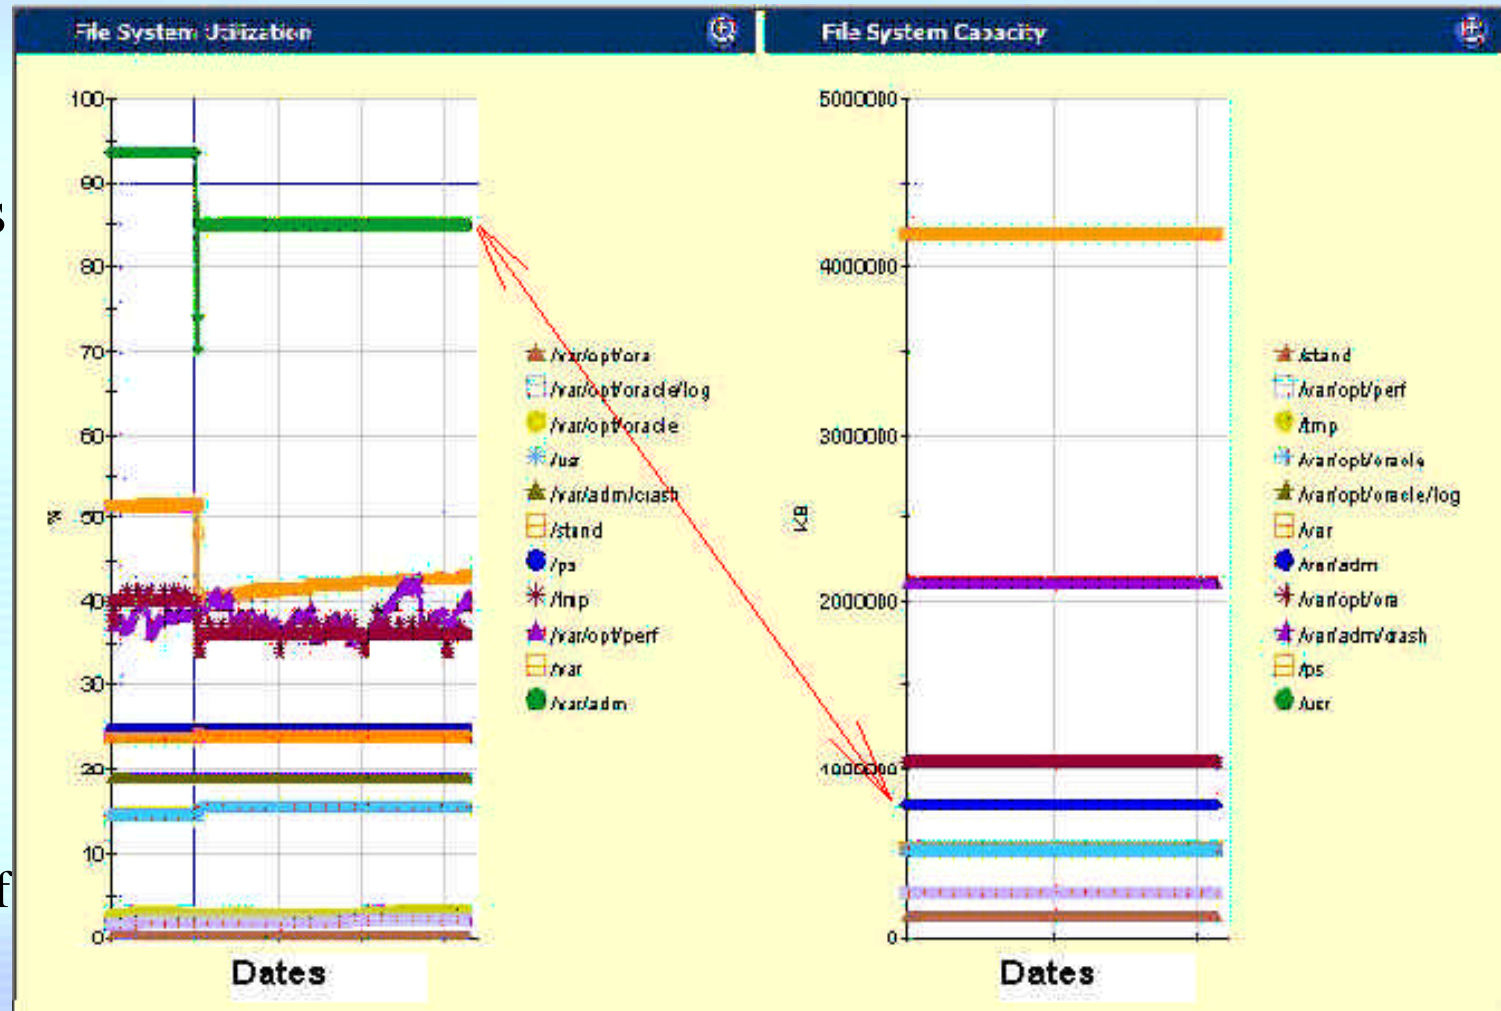 File System Utilization
100
90
80
70
60
50
40
30
20
10
0
%
Dates
/var/opt/ora
/var/opt/oracle/log
/var/opt/oracle
/usr
/var/adm/crash
/stand
/ps
/tmp
/var/opt/perf
/var
/var/adm
File System Capacity
5000000
4000000
3000000
2000000
1000000
0
KB
Dates
/stand
/var/opt/perf
/tmp
/var/opt/oracle
/var/opt/oracle/log
/var
/var/adm
/var/opt/ora
/var/adm/crash
/ps
/usr
s
f